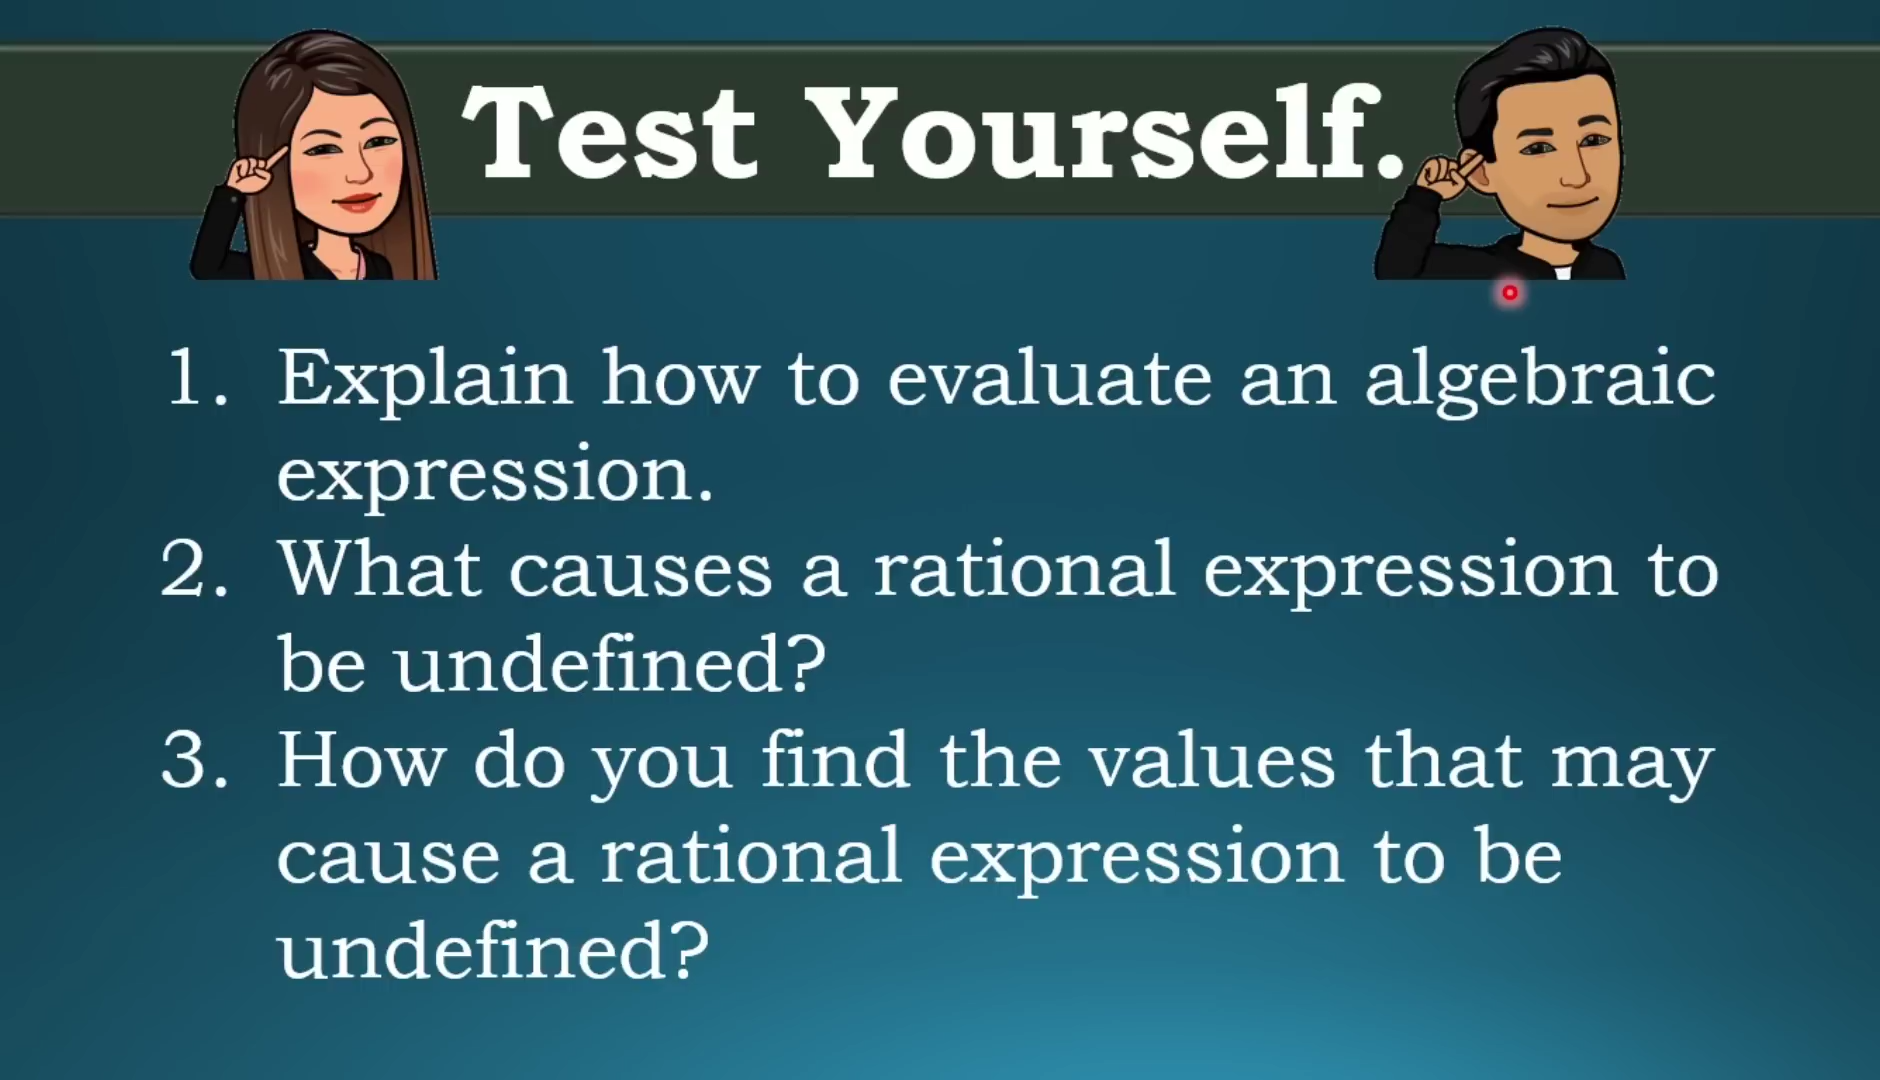 Test Yourself.
1. Explain how to evaluate an algebraic
expression.
2. What causes a rational expression to
be undefined?
3. How do you find the values that may
cause a rational expression to be
undefined?